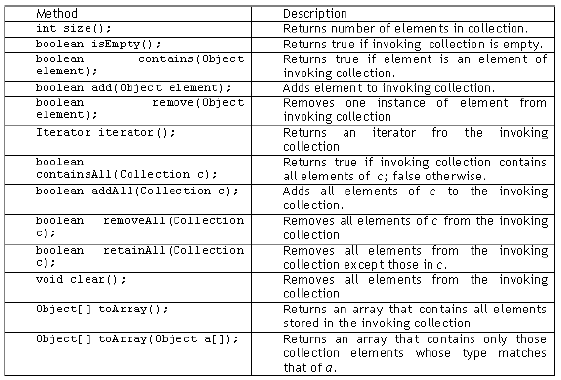 Method Description
int size(); Returns number of elements in collection.
boolean isEmpty(); Returns true if invoking collection is empty.
boolean contains(Object Returns true if element is an element of
element); invoking collection.
boolean add(Object element); Adds element to invoking collection.
boolean remove(Object Removes one instance of element from
element); invoking collection
Iterator iterator(); Returns an iterator fro the invoking
collection
boolean Returns true if invoking collection contains
containsAll(Collection c); all elements of c; false otherwise.
boolean addAll(Collection c); Adds all elements of c to the invoking
collection.
boolean removeAll(Collection Removes all elements of c from the invoking
c); collection
boolean retainAll(Collection Removes all elements from the invoking
c); collection except those in c.
void clear(); Removes all elements from the invoking
collection
Object[] toArray(); Returns an array that contains all elements
stored in the invoking collection
Object[] toArray(Object a[]); Returns an array that contains only those
collection elements whose type matches
that of a.